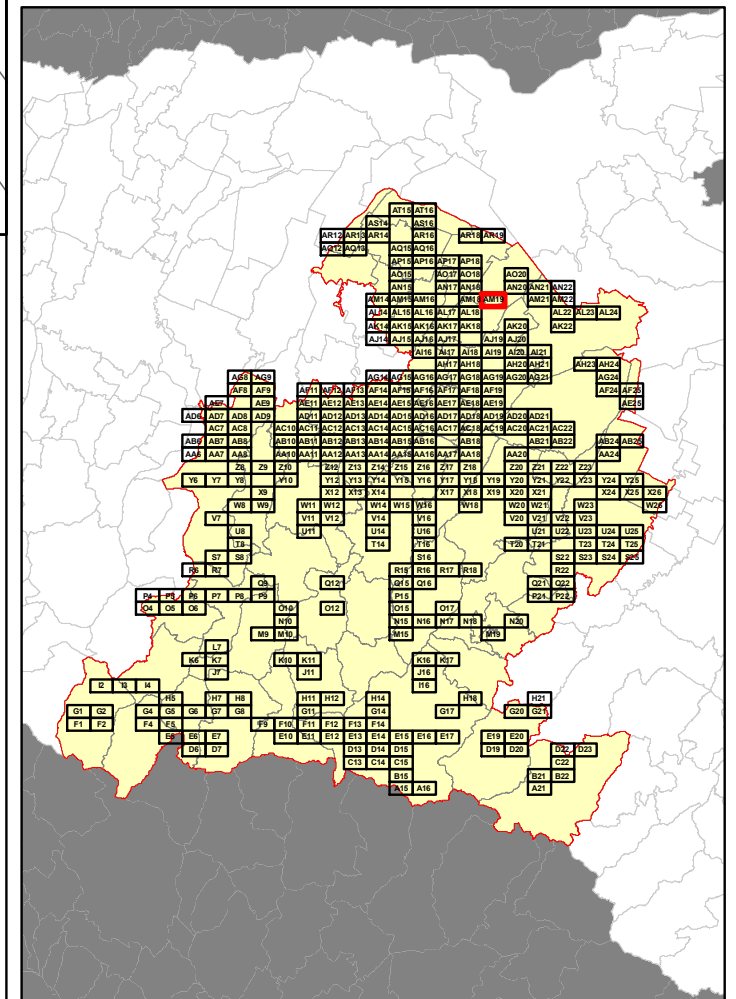 AT15 AT16
AS14 AS16
AR12 AR13 AR14 AR16 AR18 AR19
AQ12 AQ13 AQ15 AQ16
AP15 AP16 AP17 AP18
AO15 AO17 AO18 AO20
AN15 AN17 AN18 AN20 AN21 AN22
AM14 AM15 AM16 AM18 AM19 AM21 AM22
AL14 AL15 AL16 AL17 AL18 AL22 AL23 AL24
AK14 AK15 AK16 AK17 AK18 AK20 AK22
AJ14 AJ15 AJ16 AJ17 AJ19 AJ20
AI16 AI17 AI18 AI19 AI20 AI21
AH17 AH18 AH20 AH21 AH23 AH24
AG8 AG9 AG14 AG15 AG16 AG17 AG18 AG19 AG20 AG21 AG24
AF8 AF9 AF11 AF12 AF13 AF14 AF15 AF16 AF17 AF18 AF19 AF24 AF25
AE7 AE9 AE11 AE12 AE13 AE14 AE15 AE16 AE17 AE18 AE19 AE25
AD6 AD7 AD8 AD9 AD11 AD12 AD13 AD14 AD15 AD16 AD17 AD18 AD19 AD20 AD21
AC7 AC8 AC10 AC11 AC12 AC13 AC14 AC15 AC16 AC17 AC18 AC19 AC20 AC21 AC22
AB6 AB7 AB8 AB10 AB11 AB12 AB13 AB14 AB15 AB16 AB18 AB21 AB22 AB24 AB25
AA6 AA7 AA8 AA10 AA11 AA12 AA13 AA14 AA15 AA16 AA17 AA18 AA20 AA24
Z8 Z9 Z10 Z12 Z13 Z14 Z15 Z16 Z17 Z18 Z20 Z21 Z22 Z23
Y6 Y7 Y8 Y10 Y12 Y13 Y14 Y15 Y16 Y17 Y18 Y19 Y20 Y21 Y22 Y23 Y24 Y25
X9 X12 X13 X14 X17 X18 X19 X20 X21 X24 X25 X26
W8 W9 W11 W12 W14 W15 W16 W18 W20 W21 W23 W26
V7 V11 V12 V14 V16 V20 V21 V22 V23
U8 U11 U14 U16 U21 U22 U23 U24 U25
T8 T14 T16 T20 T21 T23 T24 T25
S7 S8 S16 S22 S23 S24 S25
R6 R7 R15 R16 R17 R18 R22
Q9 Q12 Q15 Q16 Q21 Q22
P4 P5 P6 P7 P8 P9 P15 P21 P22
O4 O5 O6 O10 O12 O15 O17
N10 N15 N16 N17 N18 N20
M9 M10 M15 M19
L7
K6 K7 K10 K11 K16 K17
J7 J11 J16
I2 I3 I4 I16
H5 H7 H8 H11 H12 H14 H18 H21
G1 G2 G4 G5 G6 G7 G8 G11 G14 G17 G20 G21
F1 F2 F4 F5 F9 F10 F11 F12 F13 F14
E5 E6 E7 E10 E11 E12 E13 E14 E15 E16 E17 E19 E20
D6 D7 D13 D14 D15 D19 D20 D22 D23
C13 C14 C15 C22
B15 B21 B22
A15 A16 A21